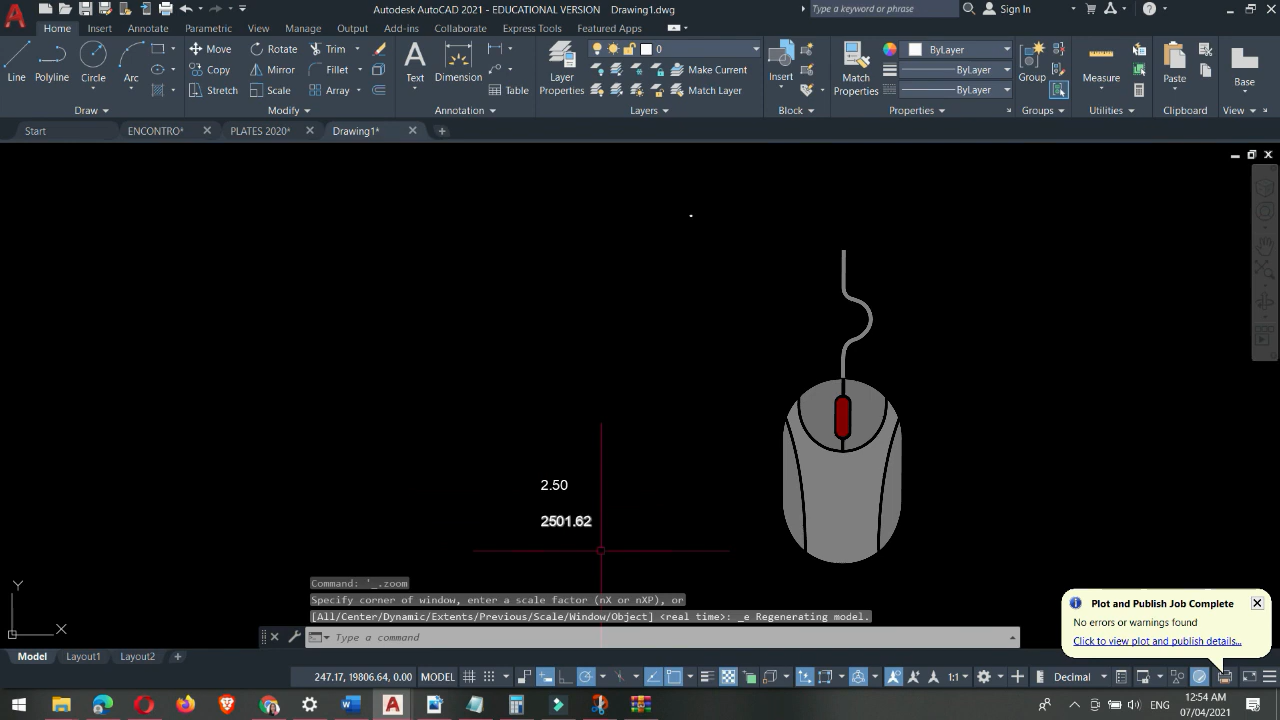 Autodesk AutoCAD 2021 - EDUCATIONAL VERSION Drawing1.dwg
Type a keyword or phrase
Sign In
Home Insert Annotate Parametric View Manage Output Add-ins Collaborate Express Tools Featured Apps
Line
Polyline
Circle
Arc
Move
Rotate
Trim
Copy
Mirror
Fillet
Stretch
Scale
Array
Text
Dimension
Table
Layer Properties
0
Make Current
Match Layer
Insert
Match Properties
ByLayer
ByLayer
ByLayer
Group
Measure
Paste
Base
Draw Modify Annotation Layers Block Properties Groups Utilities Clipboard View
Start ENCONTRO* PLATES 2020* Drawing1*
2.50
2501.62
Y
X
Command: '_.zoom
Specify corner of window, enter a scale factor (nX or nXP), or
[All/Center/Dynamic/Extents/Previous/Scale/Window/Object] <real time>: _e Regenerating model.
Type a command
Plot and Publish Job Complete
No errors or warnings found
Click to view plot and publish details...
Model Layout1 Layout2
247.17, 19806.64, 0.00 MODEL 1:1 Decimal
ENG
12:54 AM
07/04/2021